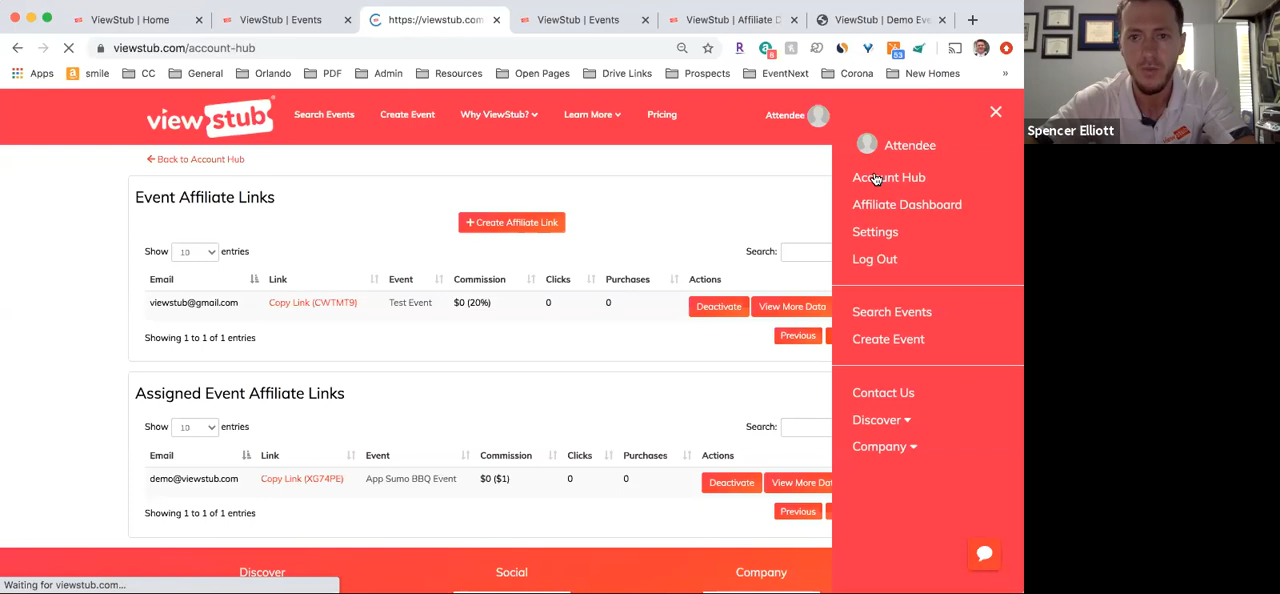 ViewStub | Home
ViewStub | Events
https://viewstub.com
ViewStub | Events
ViewStub | Affiliate D
ViewStub | Demo Eve
viewstub.com/account-hub
Apps
smile
CC
General
Orlando
PDF
Admin
Resources
Open Pages
Drive Links
Prospects
EventNext
Corona
New Homes
view stub
Search Events
Create Event
Why ViewStub?
Learn More
Pricing
Attendee
Back to Account Hub
Event Affiliate Links
+ Create Affiliate Link
Show 10 entries
Search:
Email Link Event Commission Clicks Purchases Actions
viewstub@gmail.com Copy Link (CWTMT9) Test Event $0 (20%) 0 0 Deactivate View More Data
Showing 1 to 1 of 1 entries
Previous
Assigned Event Affiliate Links
Show 10 entries
Search:
Email Link Event Commission Clicks Purchases Actions
demo@viewstub.com Copy Link (XG74PE) App Sumo BBQ Event $0 ($1) 0 0 Deactivate View More Data
Showing 1 to 1 of 1 entries
Previous
Discover
Social
Company
Waiting for viewstub.com...
Attendee
Account Hub
Affiliate Dashboard
Settings
Log Out
Search Events
Create Event
Contact Us
Discover
Company
Spencer Elliott